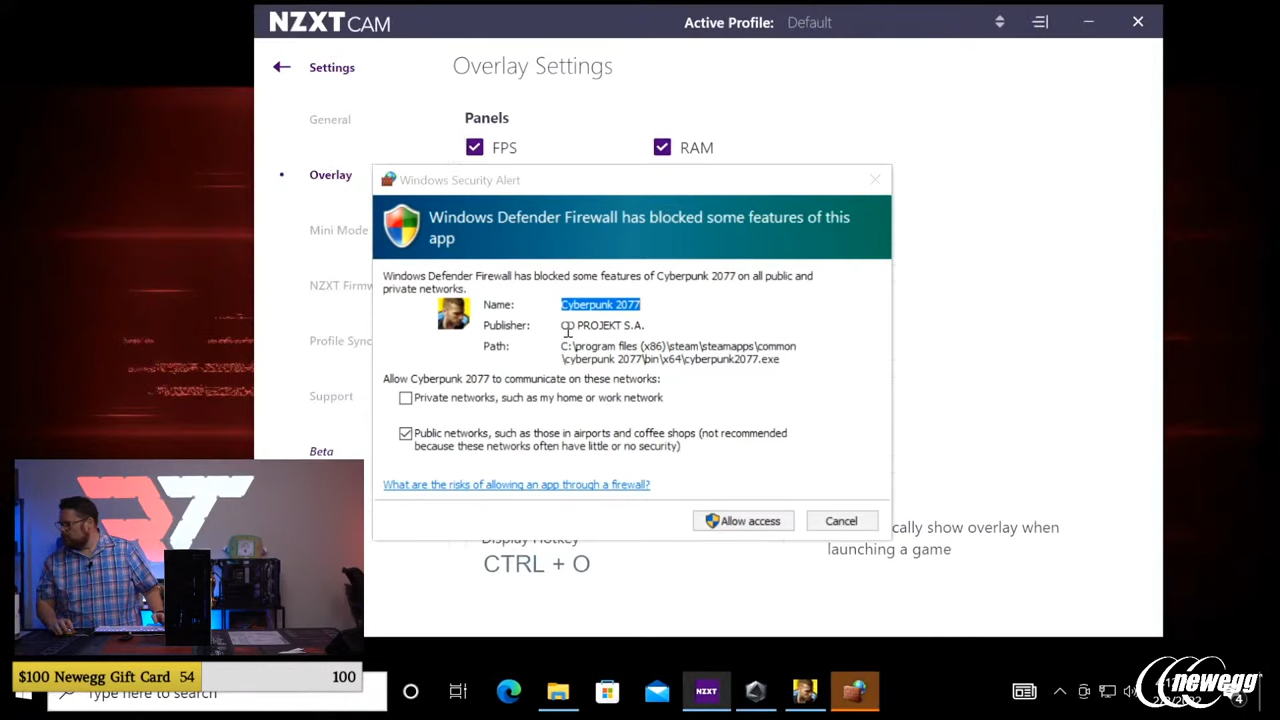 NZXT CAM
Active Profile: Default
Settings
Overlay Settings
General
Panels
FPS
RAM
Overlay
Windows Security Alert
Windows Defender Firewall has blocked some features of this
app
Mini Mode
Windows Defender Firewall has blocked some features of Cyberpunk 2077 on all public and
private networks.
NZXT Firmw
Name: Cyberpunk 2077
Publisher: CD PROJEKT S.A.
Profile Sync
Path: C:\program files (x86)\steam\steamapps\common
\cyberpunk 2077\bin\x64\cyberpunk2077.exe
Allow Cyberpunk 2077 to communicate on these networks:
Support
Private networks, such as my home or work network
Public networks, such as those in airports and coffee shops (not recommended
because these networks often have little or no security)
Beta
What are the risks of allowing an app through a firewall?
Allow access
Cancel
cally show overlay when
launching a game
Display Hotkey
CTRL + O
RT
$100 Newegg Gift Card 54
100
Type here to search
NZXT
newegg
4